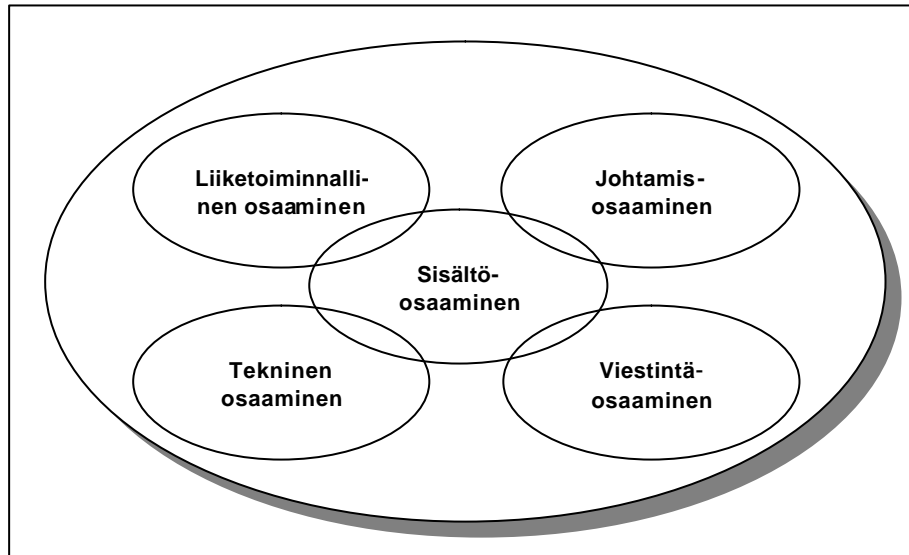 Liiketoiminnalli-
nen osaaminen
Johtamis-
osaaminen
Sisältö-
osaaminen
Tekninen
osaaminen
Viestintä-
osaaminen